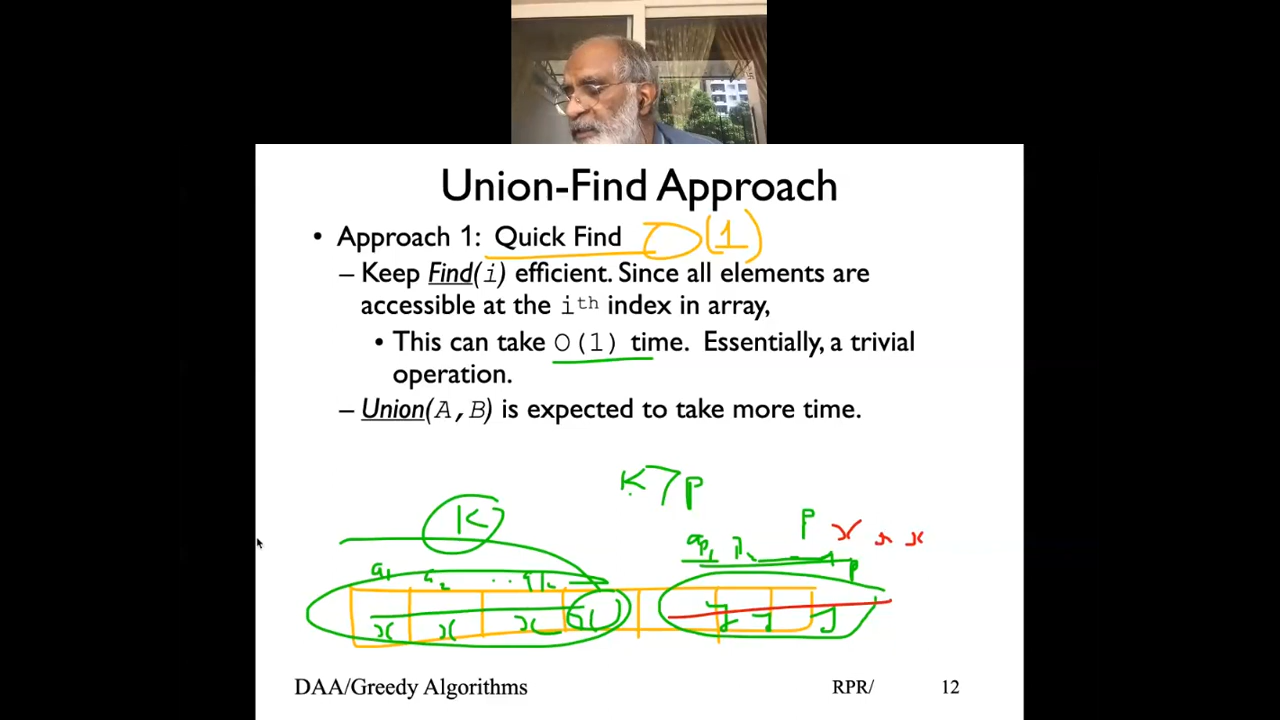 Union-Find Approach
• Approach 1: Quick Find O(1)
– Keep Find(i) efficient. Since all elements are
accessible at the ith index in array,
• This can take O(1) time. Essentially, a trivial
operation.
– Union(A,B) is expected to take more time.
K>p
K
p x x x
a1 a2 ..
p
x x x
y y y
DAA/Greedy Algorithms RPR/ 12